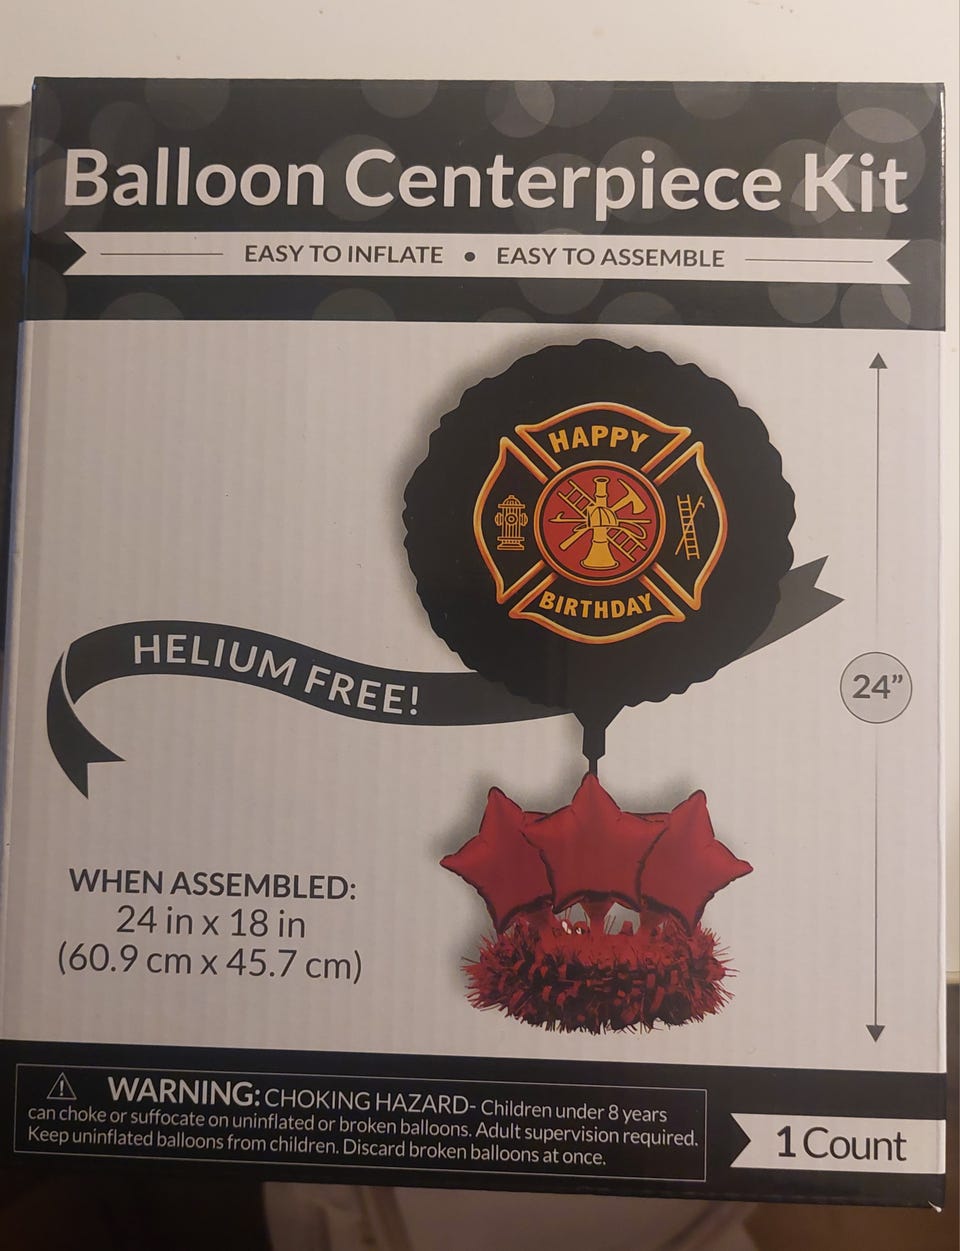 Balloon Centerpiece Kit
EASY TO INFLATE • EASY TO ASSEMBLE
HAPPY
BIRTHDAY
HELIUM FREE!
24”
WHEN ASSEMBLED:
24 in x 18 in
(60.9 cm x 45.7 cm)
WARNING: CHOKING HAZARD- Children under 8 years
can choke or suffocate on uninflated or broken balloons. Adult supervision required.
Keep uninflated balloons from children. Discard broken balloons at once.
1 Count